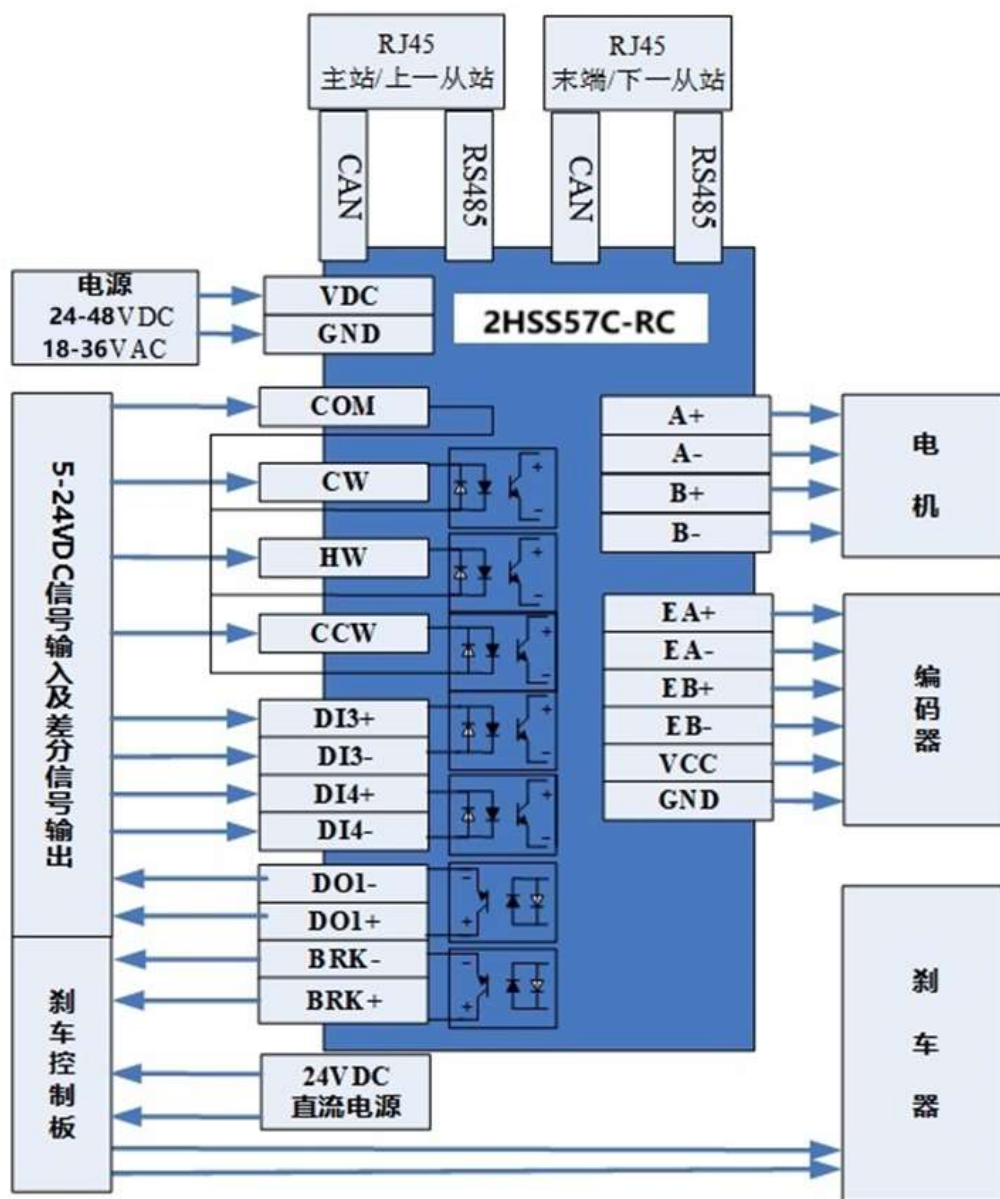 RJ45
主站/上一从站
RJ45
末端/下一从站
CAN
RS485
CAN
RS485
电源
24-48VDC
18-36VAC
VDC
GND
2HSS57C-RC
5-24VDC信号输入及差分信号输出
COM
CW
HW
CCW
DI3+
DI3-
DI4+
DI4-
DO1-
DO1+
BRK-
BRK+
A+
A-
B+
B-
电机
EA+
EA-
EB+
EB-
VCC
GND
编码器
刹车控制板
24VDC
直流电源
刹车器
+
-
+
-
+
-
+
-
+
-
-
+
-
+